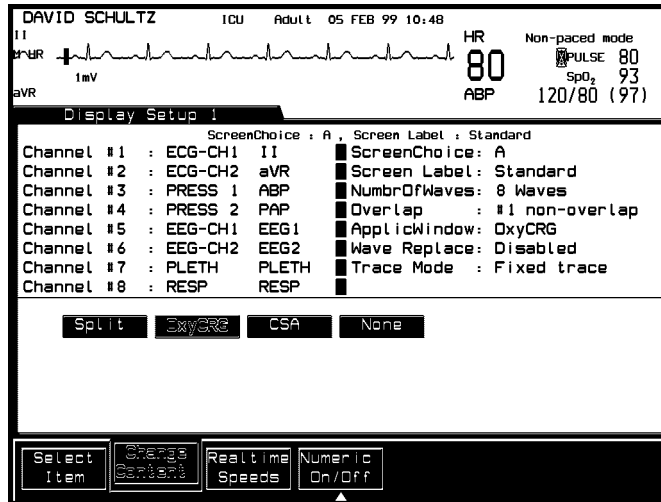 DAVID SCHULTZ ICU Adult 05 FEB 99 10:48
II HR Non-paced mode
M HR 80 PULSE 80
1mV SpO2 93
aVR ABP 120/80 (97)
Display Setup 1
ScreenChoice : A , Screen Label : Standard
Channel #1 : ECG-CH1 II ScreenChoice: A
Channel #2 : ECG-CH2 aVR Screen Label: Standard
Channel #3 : PRESS 1 ABP NumbrOfWaves: 8 Waves
Channel #4 : PRESS 2 PAP Overlap : #1 non-overlap
Channel #5 : EEG-CH1 EEG1 ApplicWindow: OxyCRG
Channel #6 : EEG-CH2 EEG2 Wave Replace: Disabled
Channel #7 : PLETH PLETH Trace Mode : Fixed trace
Channel #8 : RESP RESP
Split OxyCRG CSA None
Select Item
Change Content
Realtime Speeds
Numeric On/Off